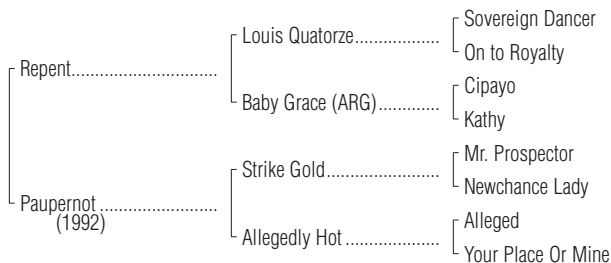 Sovereign Dancer
Louis Quatorze..................
On to Royalty
Repent...............................
Cipayo
Baby Grace (ARG).............
Kathy
Mr. Prospector
Strike Gold........................
Newchance Lady
Paupernot .........................
(1992)
Alleged
Allegedly Hot ....................
Your Place Or Mine